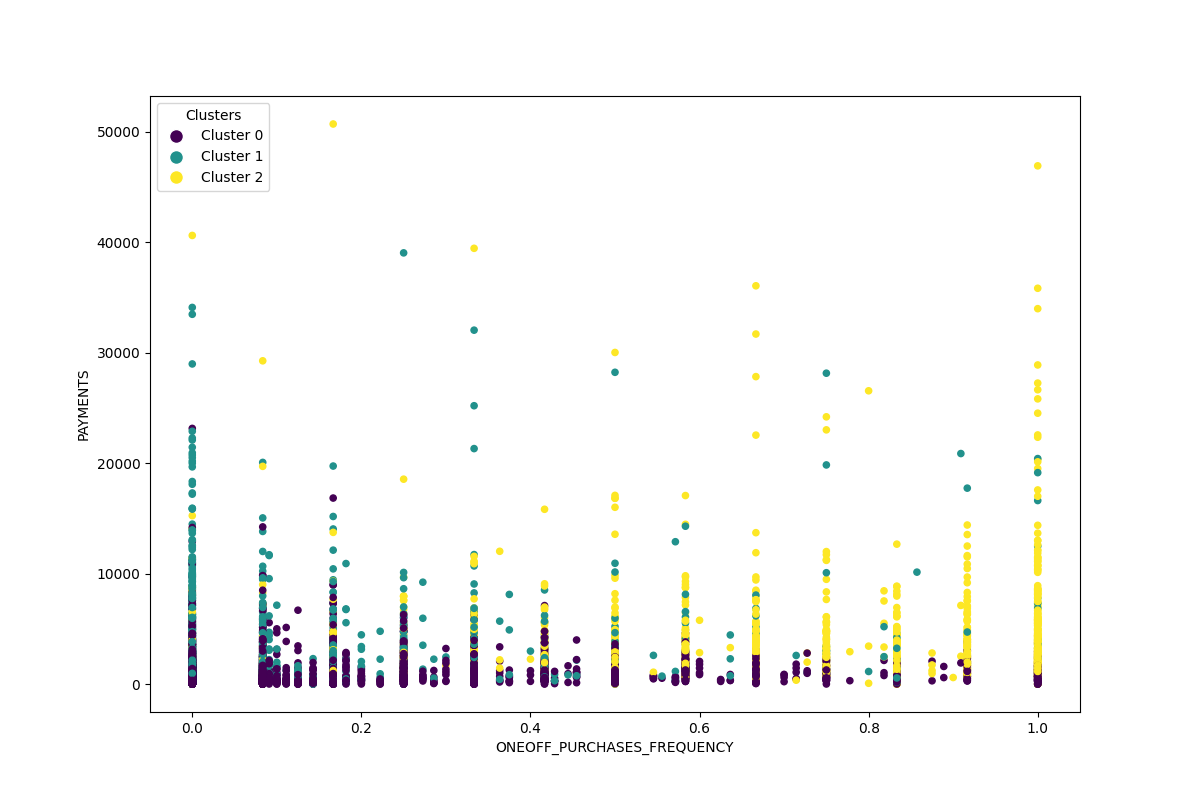 Clusters
Cluster 0
Cluster 1
Cluster 2
50000
40000
30000
20000
10000
0
PAYMENTS
0.0 0.2 0.4 0.6 0.8 1.0
ONEOFF_PURCHASES_FREQUENCY